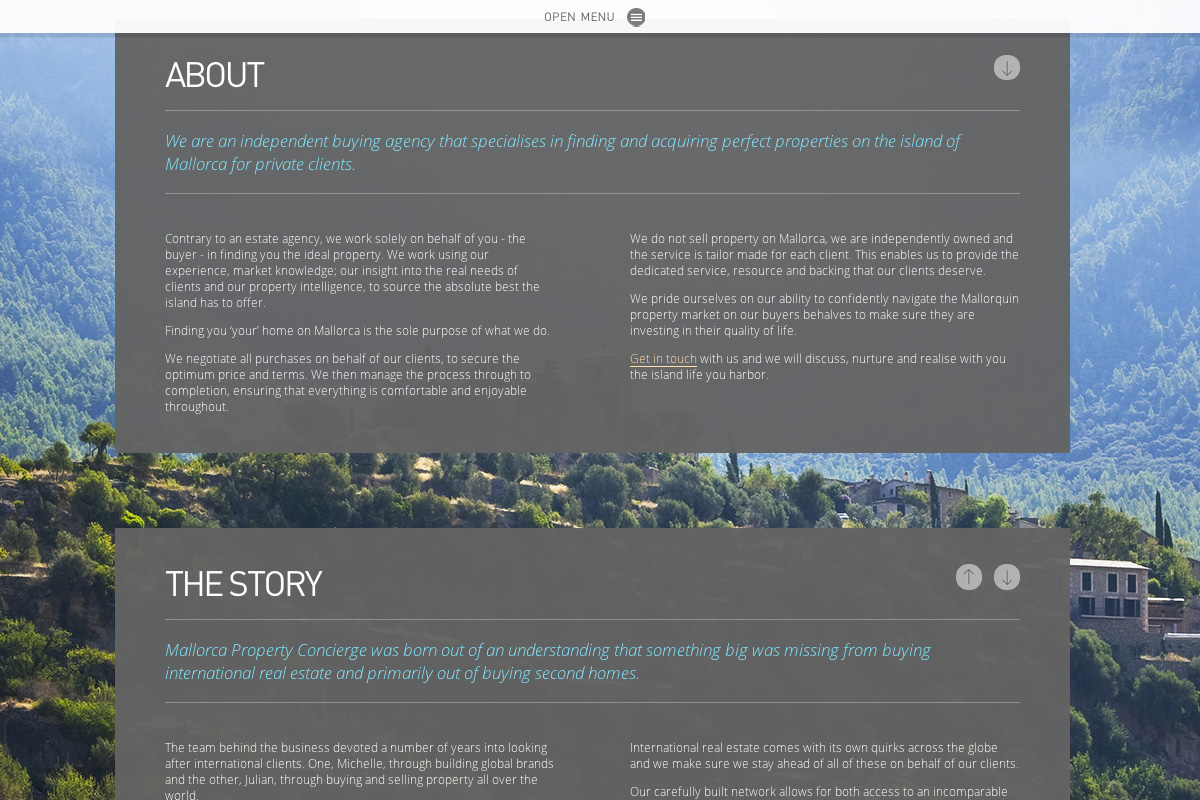 OPEN MENU
ABOUT
We are an independent buying agency that specialises in finding and acquiring perfect properties on the island of
Mallorca for private clients.
Contrary to an estate agency, we work solely on behalf of you - the
buyer - in finding you the ideal property. We work using our
experience, market knowledge; our insight into the real needs of
clients and our property intelligence, to source the absolute best the
island has to offer.
Finding you ‘your’ home on Mallorca is the sole purpose of what we do.
We negotiate all purchases on behalf of our clients, to secure the
optimum price and terms. We then manage the process through to
completion, ensuring that everything is comfortable and enjoyable
throughout.
We do not sell property on Mallorca, we are independently owned and
the service is tailor made for each client. This enables us to provide the
dedicated service, resource and backing that our clients deserve.
We pride ourselves on our ability to confidently navigate the Mallorquin
property market on our buyers behalves to make sure they are
investing in their quality of life.
Get in touch with us and we will discuss, nurture and realise with you
the island life you harbor.
THE STORY
Mallorca Property Concierge was born out of an understanding that something big was missing from buying
international real estate and primarily out of buying second homes.
The team behind the business devoted a number of years into looking
after international clients. One, Michelle, through building global brands
and the other, Julian, through buying and selling property all over the
world.
International real estate comes with its own quirks across the globe
and we make sure we stay ahead of all of these on behalf of our clients.
Our carefully built network allows for both access to an incomparable